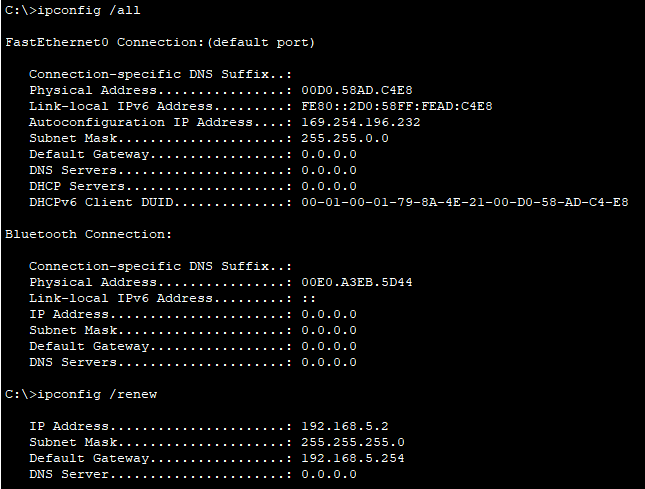 C:\>ipconfig /all
FastEthernet0 Connection:(default port)
Connection-specific DNS Suffix..:
Physical Address................: 00D0.58AD.C4E8
Link-local IPv6 Address.........: FE80::2D0:58FF:FEAD:C4E8
Autoconfiguration IP Address....: 169.254.196.232
Subnet Mask.....................: 255.255.0.0
Default Gateway.................: 0.0.0.0
DNS Servers.....................: 0.0.0.0
DHCP Servers....................: 0.0.0.0
DHCPv6 Client DUID..............: 00-01-00-01-79-8A-4E-21-00-D0-58-AD-C4-E8
Bluetooth Connection:
Connection-specific DNS Suffix..:
Physical Address................: 00E0.A3EB.5D44
Link-local IPv6 Address.........: ::
IP Address......................: 0.0.0.0
Subnet Mask.....................: 0.0.0.0
Default Gateway.................: 0.0.0.0
DNS Servers.....................: 0.0.0.0
C:\>ipconfig /renew
IP Address......................: 192.168.5.2
Subnet Mask.....................: 255.255.255.0
Default Gateway.................: 192.168.5.254
DNS Server......................: 0.0.0.0